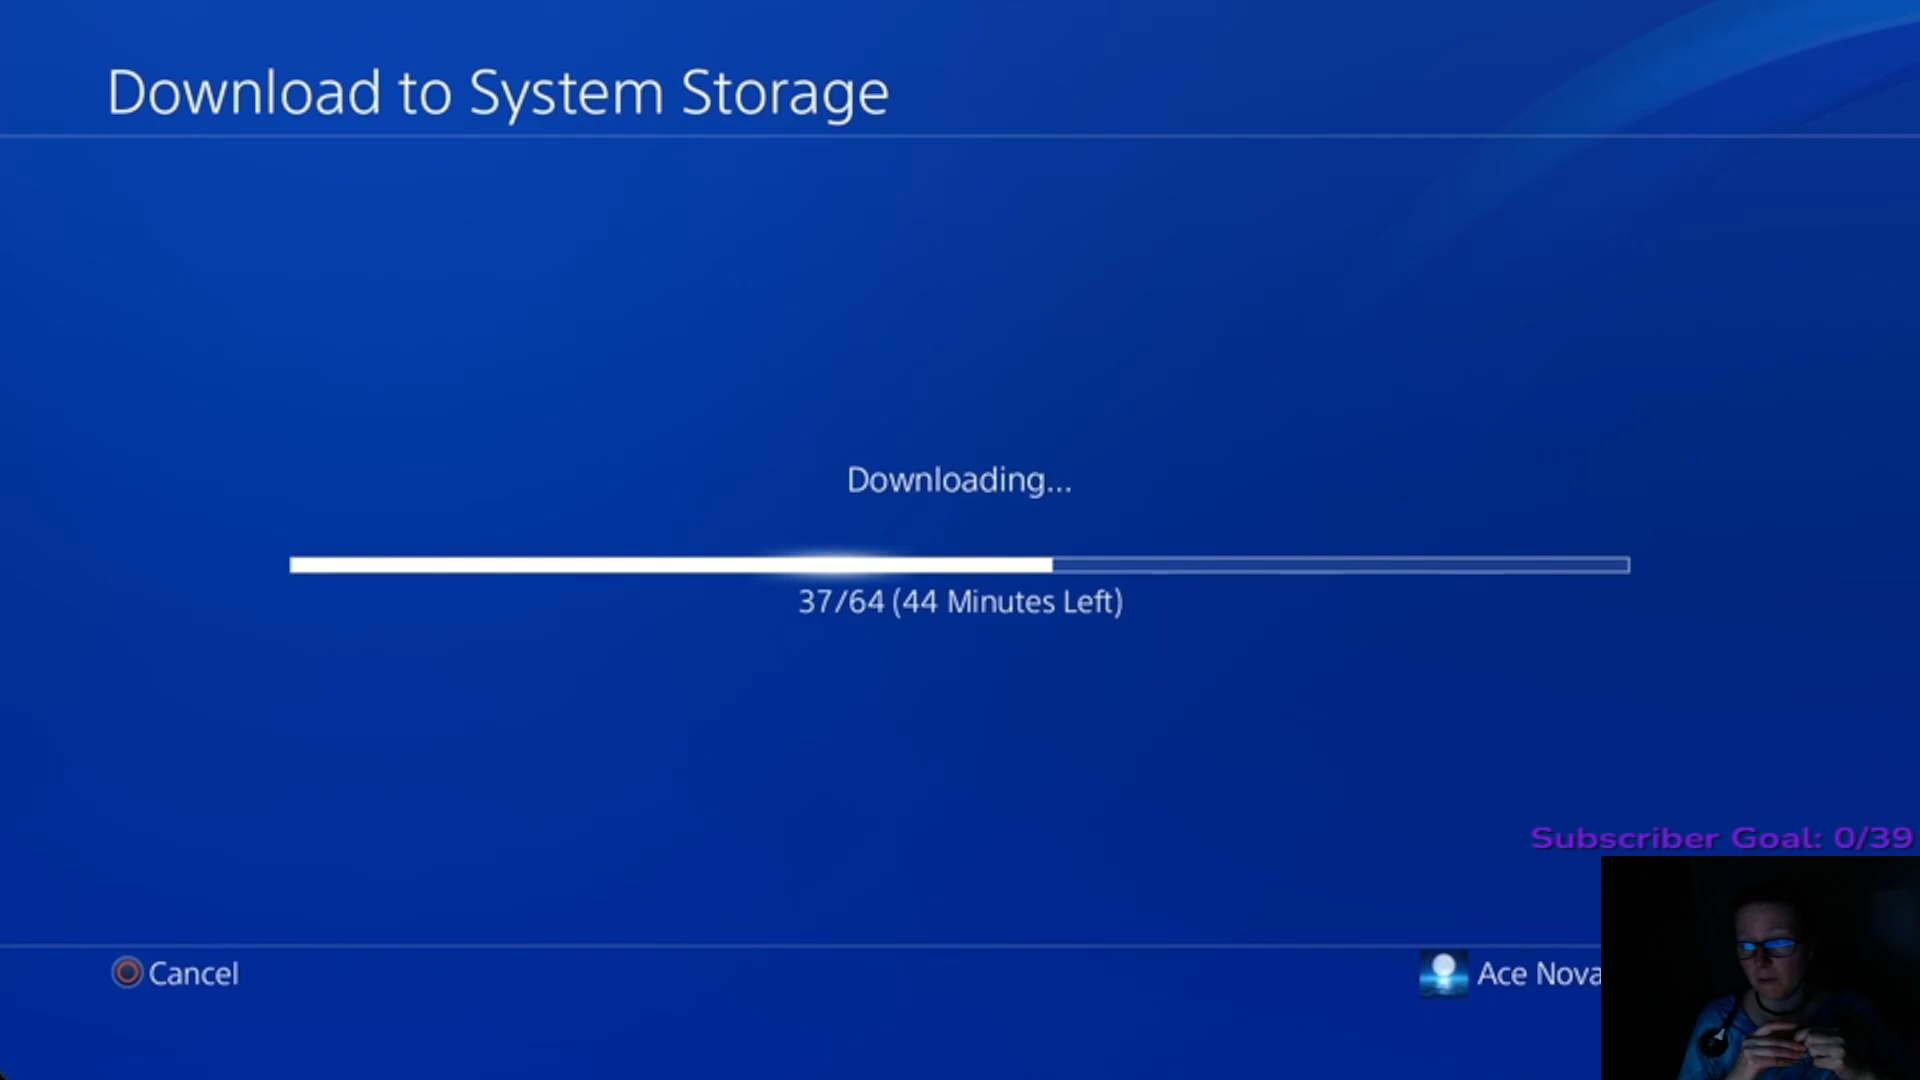 Download to System Storage
Downloading...
37/64 (44 Minutes Left)
Subscriber Goal: 0/39
Cancel
Ace Nova